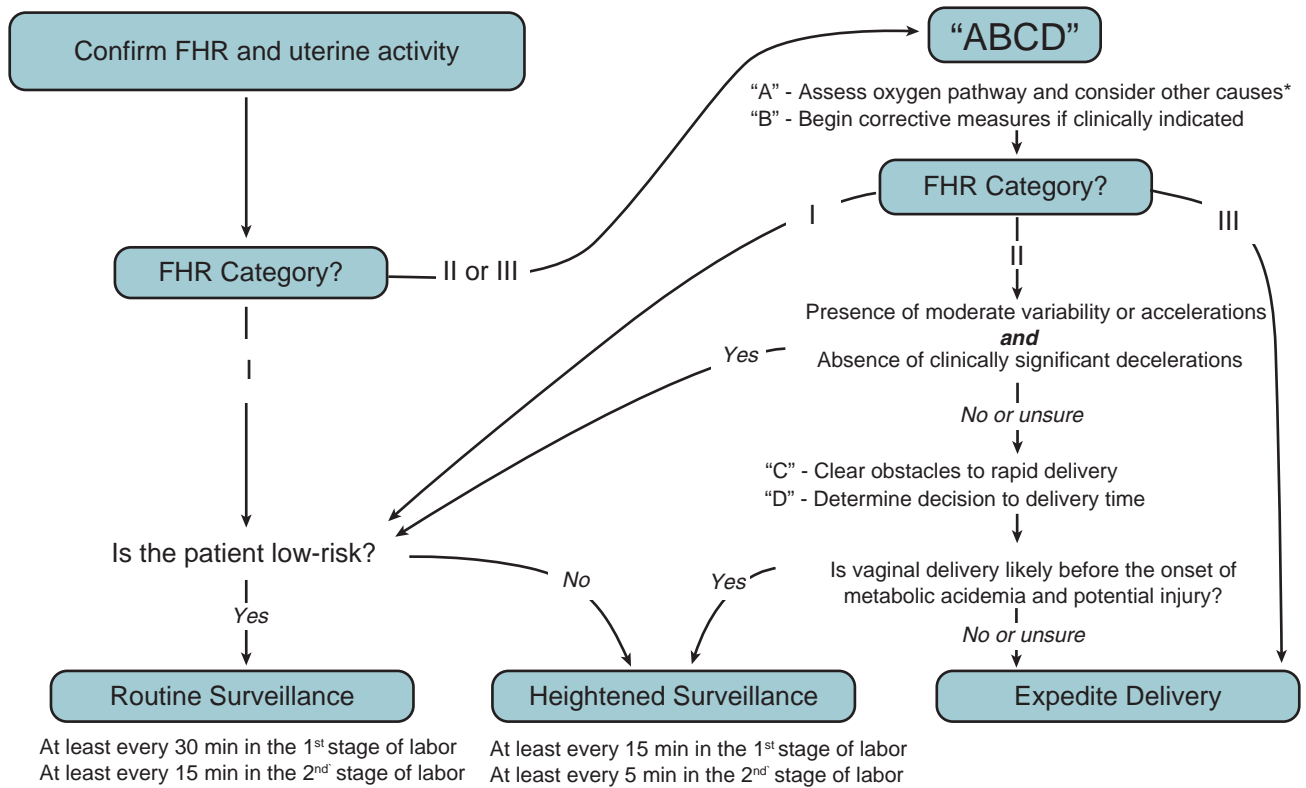 Confirm FHR and uterine activity
"ABCD"
"A" - Assess oxygen pathway and consider other causes*
"B" - Begin corrective measures if clinically indicated
FHR Category?
I
III
II
FHR Category?
II or III
I
Presence of moderate variability or accelerations
and
Absence of clinically significant decelerations
Yes
No or unsure
"C" - Clear obstacles to rapid delivery
"D" - Determine decision to delivery time
Is the patient low-risk?
Yes
No
Yes
Is vaginal delivery likely before the onset of
metabolic acidemia and potential injury?
No or unsure
Routine Surveillance
At least every 30 min in the 1st stage of labor
At least every 15 min in the 2nd` stage of labor
Heightened Surveillance
At least every 15 min in the 1st stage of labor
At least every 5 min in the 2nd` stage of labor
Expedite Delivery